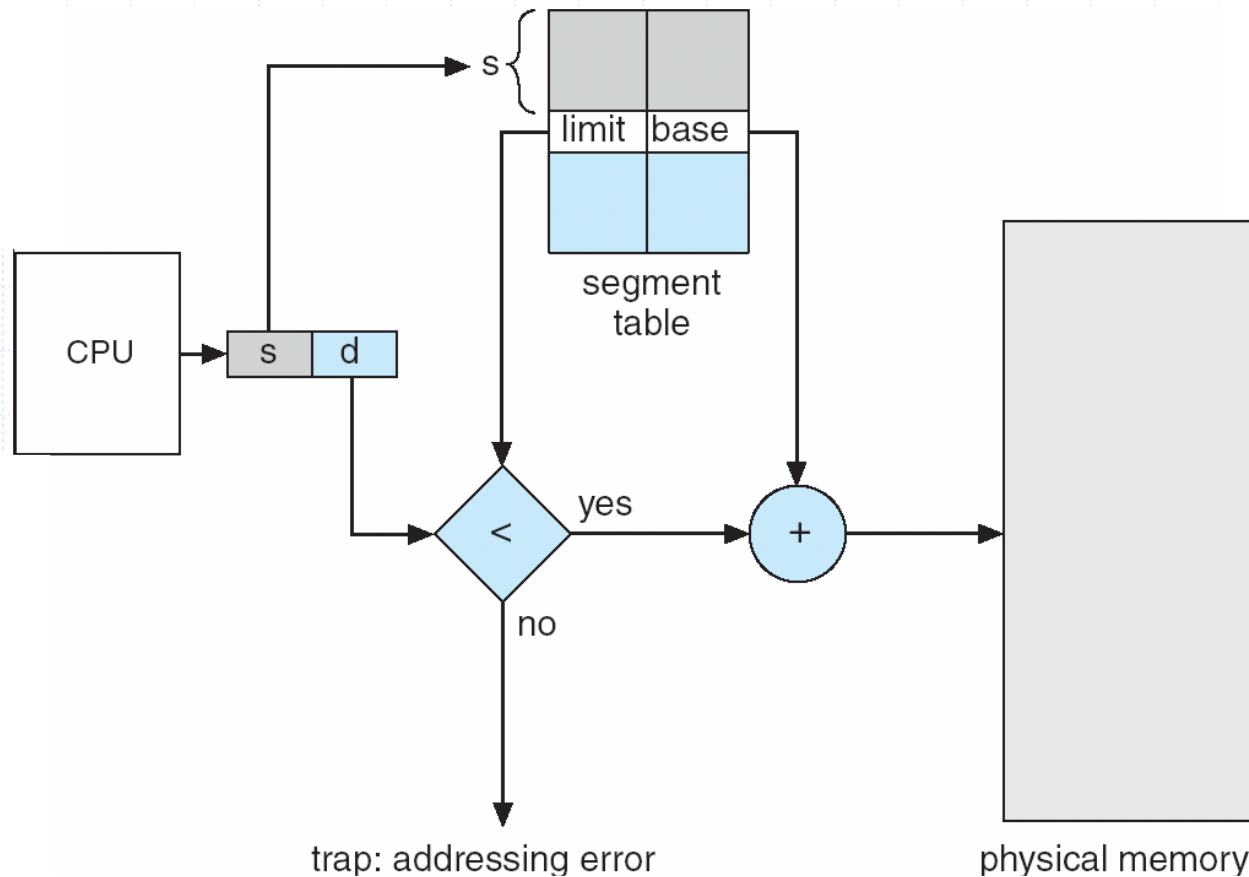 s
limit base
segment
table
CPU
s d
yes
<
+
no
trap: addressing error
physical memory